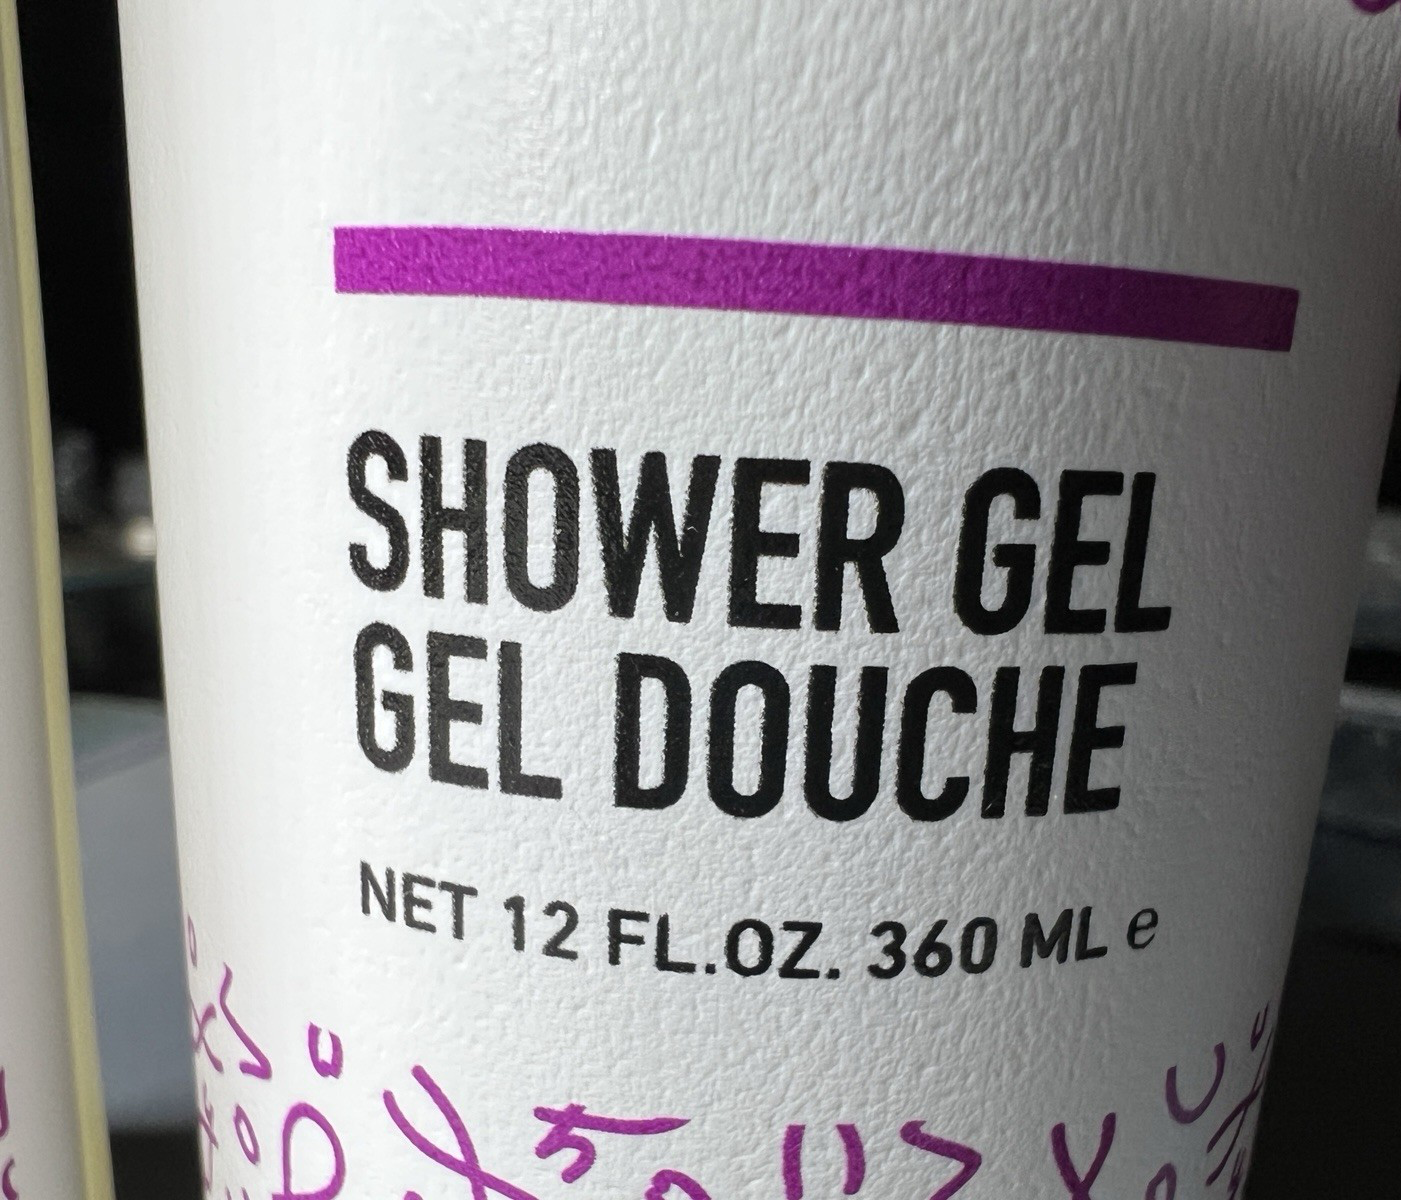 SHOWER GEL
GEL DOUCHE
NET 12 FL.OZ. 360 ML e